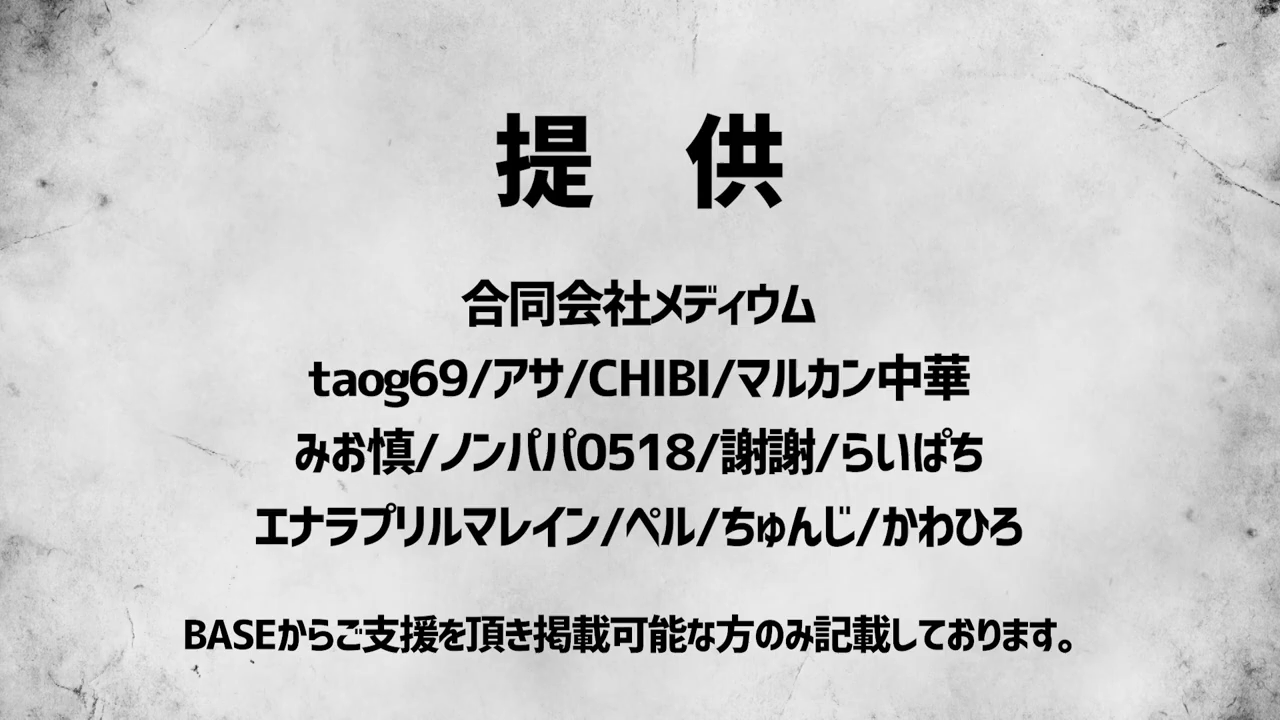 提 供
合同会社メディウム
taog69/アサ/CHIBI/マルカン中華
みお慎/ノンパパ0518/謝謝/らいぱち
エナラプリルマレイン/ペル/ちゅんじ/かわひろ
BASEからご支援を頂き掲載可能な方のみ記載しております。